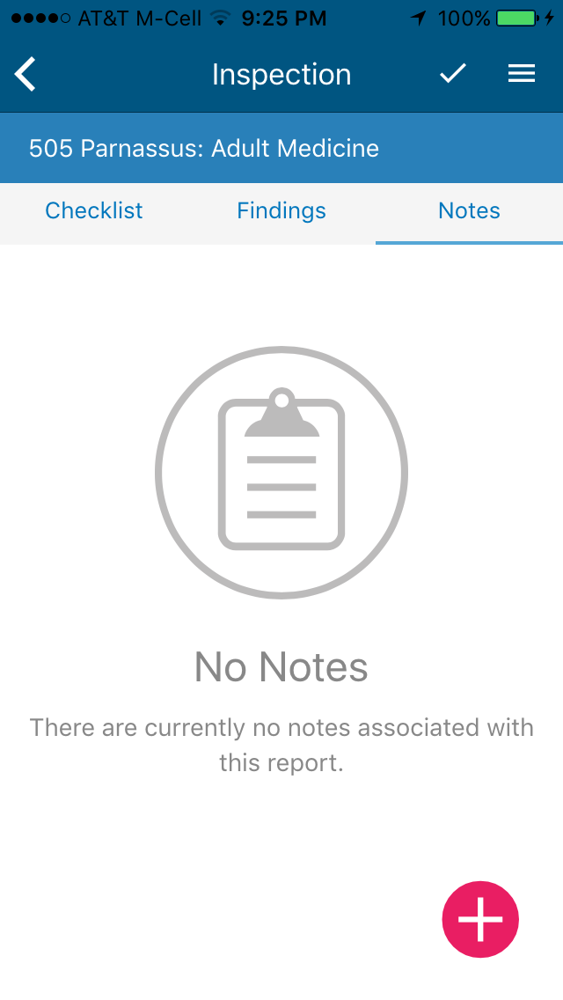 AT&T M-Cell 9:25 PM 100%
Inspection
505 Parnassus: Adult Medicine
Checklist Findings Notes
No Notes
There are currently no notes associated with
this report.